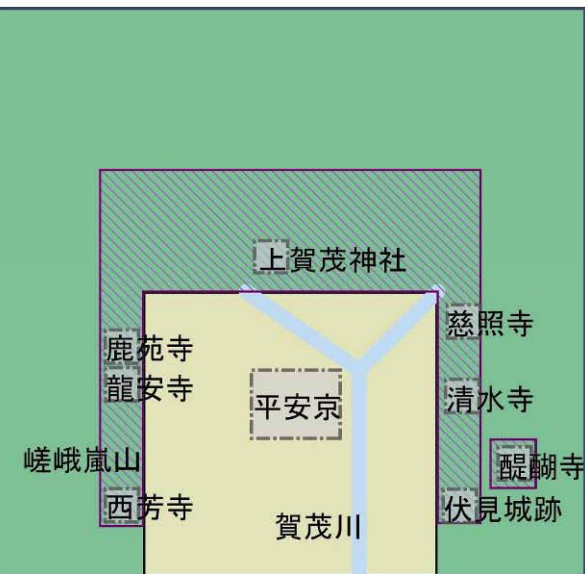 上賀茂神社
慈照寺
鹿苑寺
龍安寺
平安京
清水寺
嵯峨嵐山
醍醐寺
西芳寺
賀茂川
伏見城跡